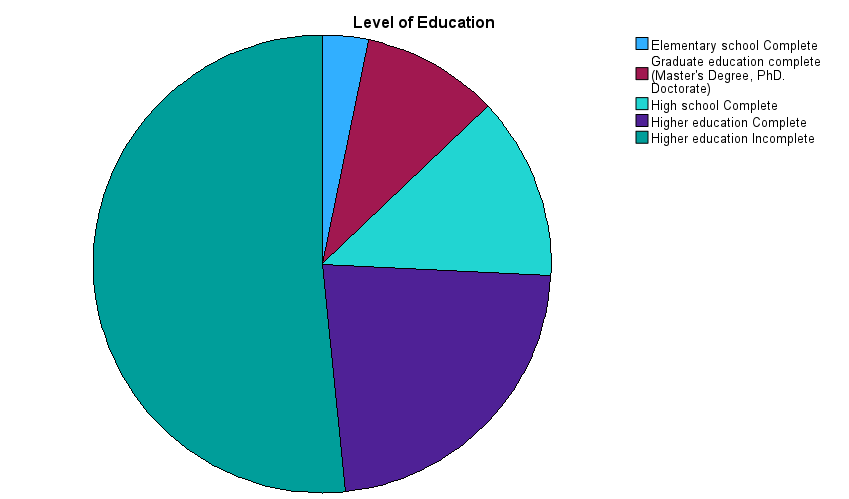 Level of Education
Elementary school Complete
Graduate education complete
(Master's Degree, PhD.
Doctorate)
High school Complete
Higher education Complete
Higher education Incomplete